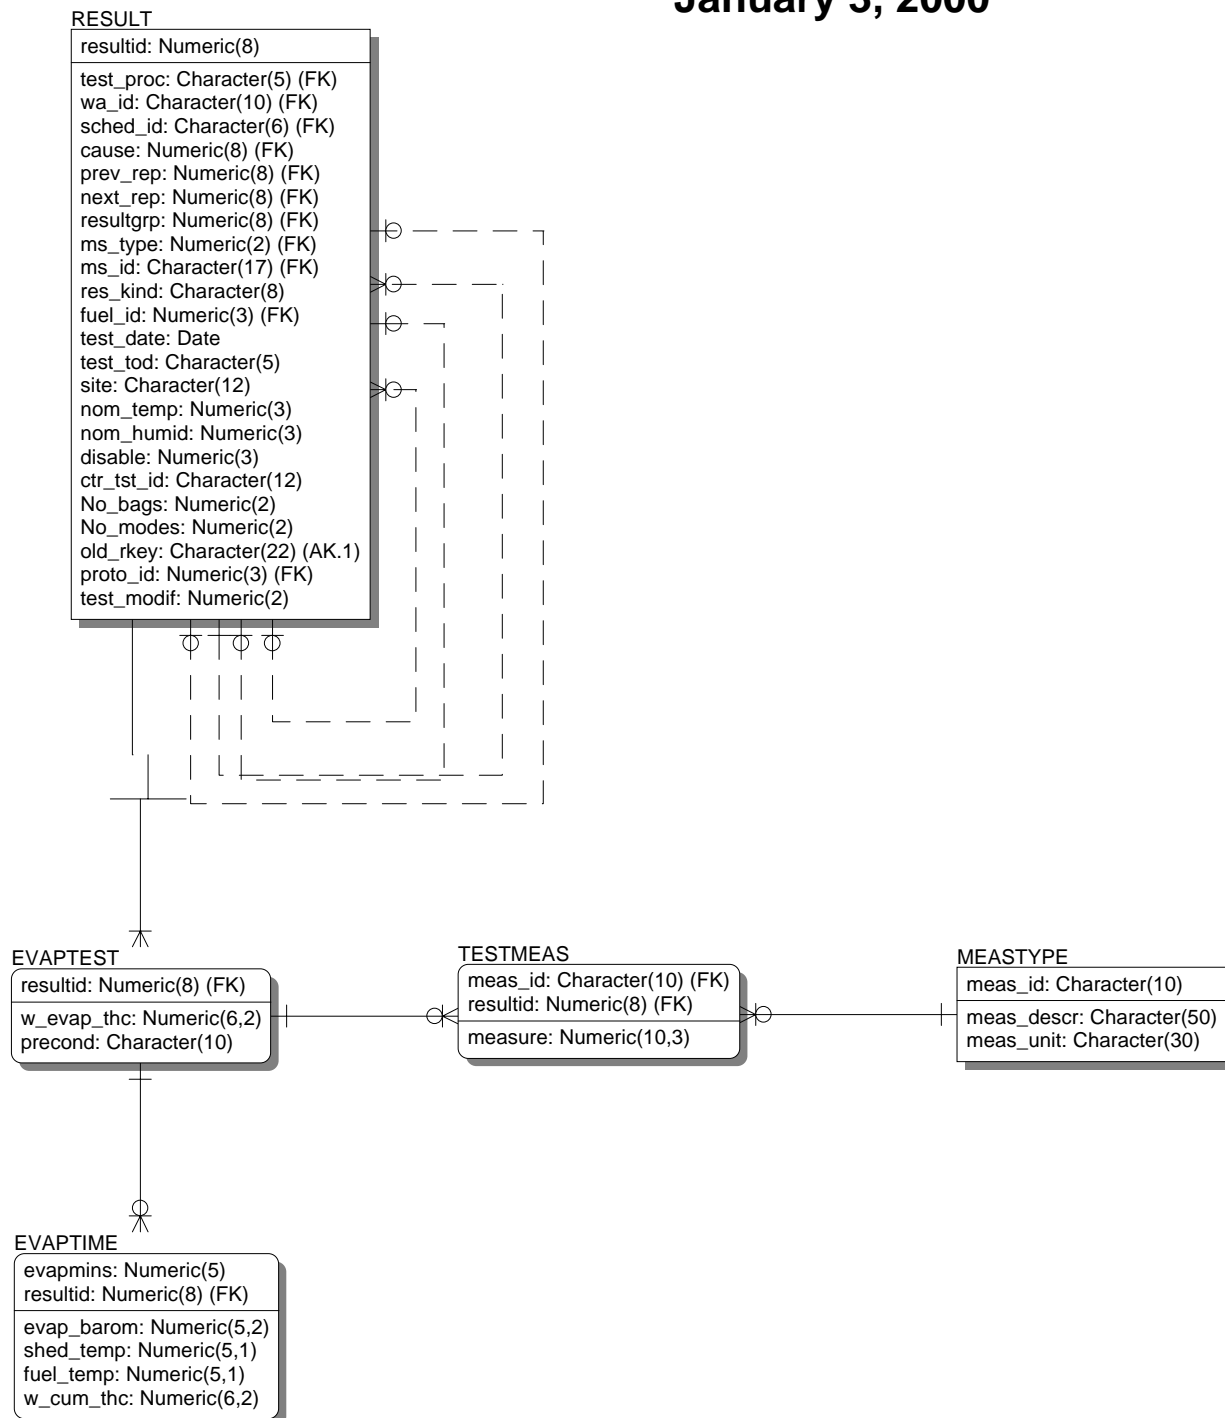 January 3, 2000
RESULT
resultid: Numeric(8)
test_proc: Character(5) (FK)
wa_id: Character(10) (FK)
sched_id: Character(6) (FK)
cause: Numeric(8) (FK)
prev_rep: Numeric(8) (FK)
next_rep: Numeric(8) (FK)
resultgrp: Numeric(8) (FK)
ms_type: Numeric(2) (FK)
ms_id: Character(17) (FK)
res_kind: Character(8)
fuel_id: Numeric(3) (FK)
test_date: Date
test_tod: Character(5)
site: Character(12)
nom_temp: Numeric(3)
nom_humid: Numeric(3)
disable: Numeric(3)
ctr_tst_id: Character(12)
No_bags: Numeric(2)
No_modes: Numeric(2)
old_rkey: Character(22) (AK.1)
proto_id: Numeric(3) (FK)
test_modif: Numeric(2)
EVAPTEST
resultid: Numeric(8) (FK)
w_evap_thc: Numeric(6,2)
precond: Character(10)
TESTMEAS
meas_id: Character(10) (FK)
resultid: Numeric(8) (FK)
measure: Numeric(10,3)
MEASTYPE
meas_id: Character(10)
meas_descr: Character(50)
meas_unit: Character(30)
EVAPTIME
evapmins: Numeric(5)
resultid: Numeric(8) (FK)
evap_barom: Numeric(5,2)
shed_temp: Numeric(5,1)
fuel_temp: Numeric(5,1)
w_cum_thc: Numeric(6,2)